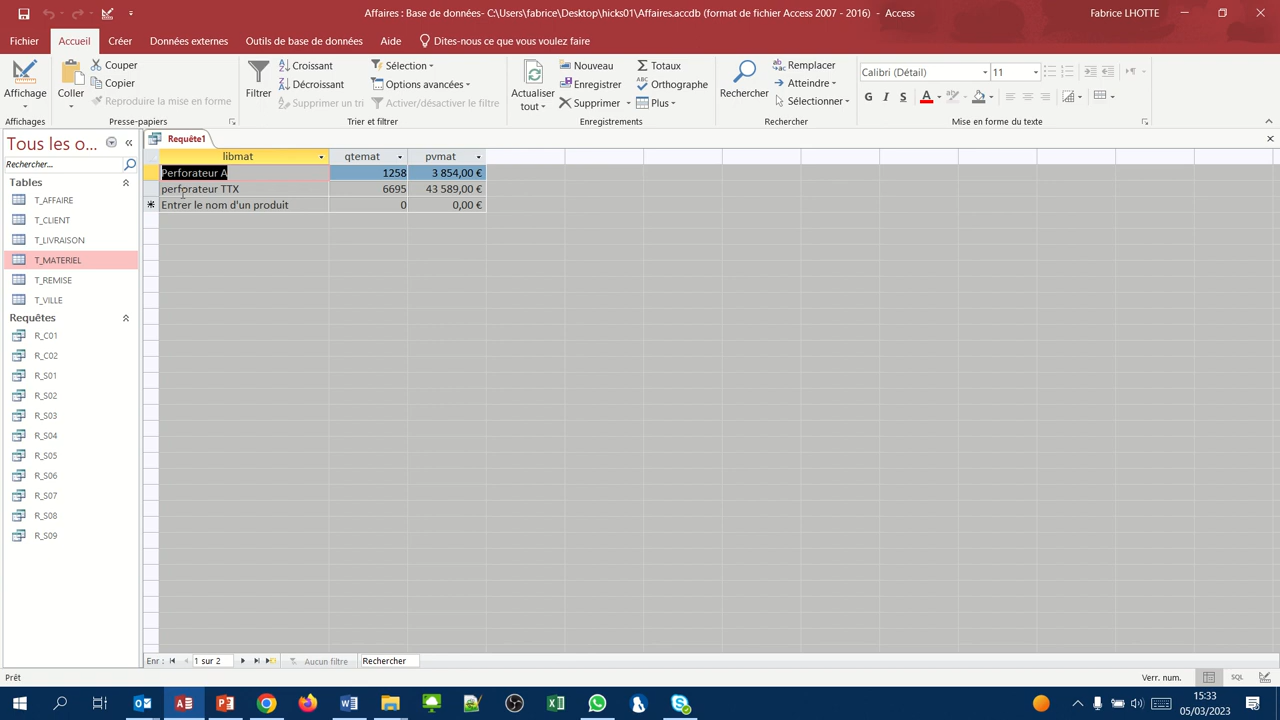 Affaires : Base de données- C:\Users\fabrice\Desktop\hicks01\Affaires.accdb (format de fichier Access 2007 - 2016) - Access
Fabrice LHOTTE
Fichier Accueil Créer Données externes Outils de base de données Aide Dites-nous ce que vous voulez faire
Affichage
Affichages
Coller
Couper
Copier
Reproduire la mise en forme
Presse-papiers
Filtrer
Croissant
Décroissant
Supprimer un tri
Sélection
Options avancées
Activer/désactiver le filtre
Trier et filtrer
Actualiser tout
Nouveau
Enregistrer
Supprimer
Totaux
Orthographe
Plus
Enregistrements
Rechercher
Remplacer
Atteindre
Sélectionner
Rechercher
Calibri (Détail) 11
G I S A
Mise en forme du texte
Tous les o...
Rechercher...
Tables
T_AFFAIRE
T_CLIENT
T_LIVRAISON
T_MATERIEL
T_REMISE
T_VILLE
Requêtes
R_C01
R_C02
R_S01
R_S02
R_S03
R_S04
R_S05
R_S06
R_S07
R_S08
R_S09
Requête1
libmat qtemat pvmat
Perforateur A 1258 3 854,00 €
perforateur TTX 6695 43 589,00 €
Entrer le nom d'un produit 0 0,00 €
Enr : 1 sur 2 Aucun filtre Rechercher
Prêt
Verr. num.
SQL
15:33
05/03/2023